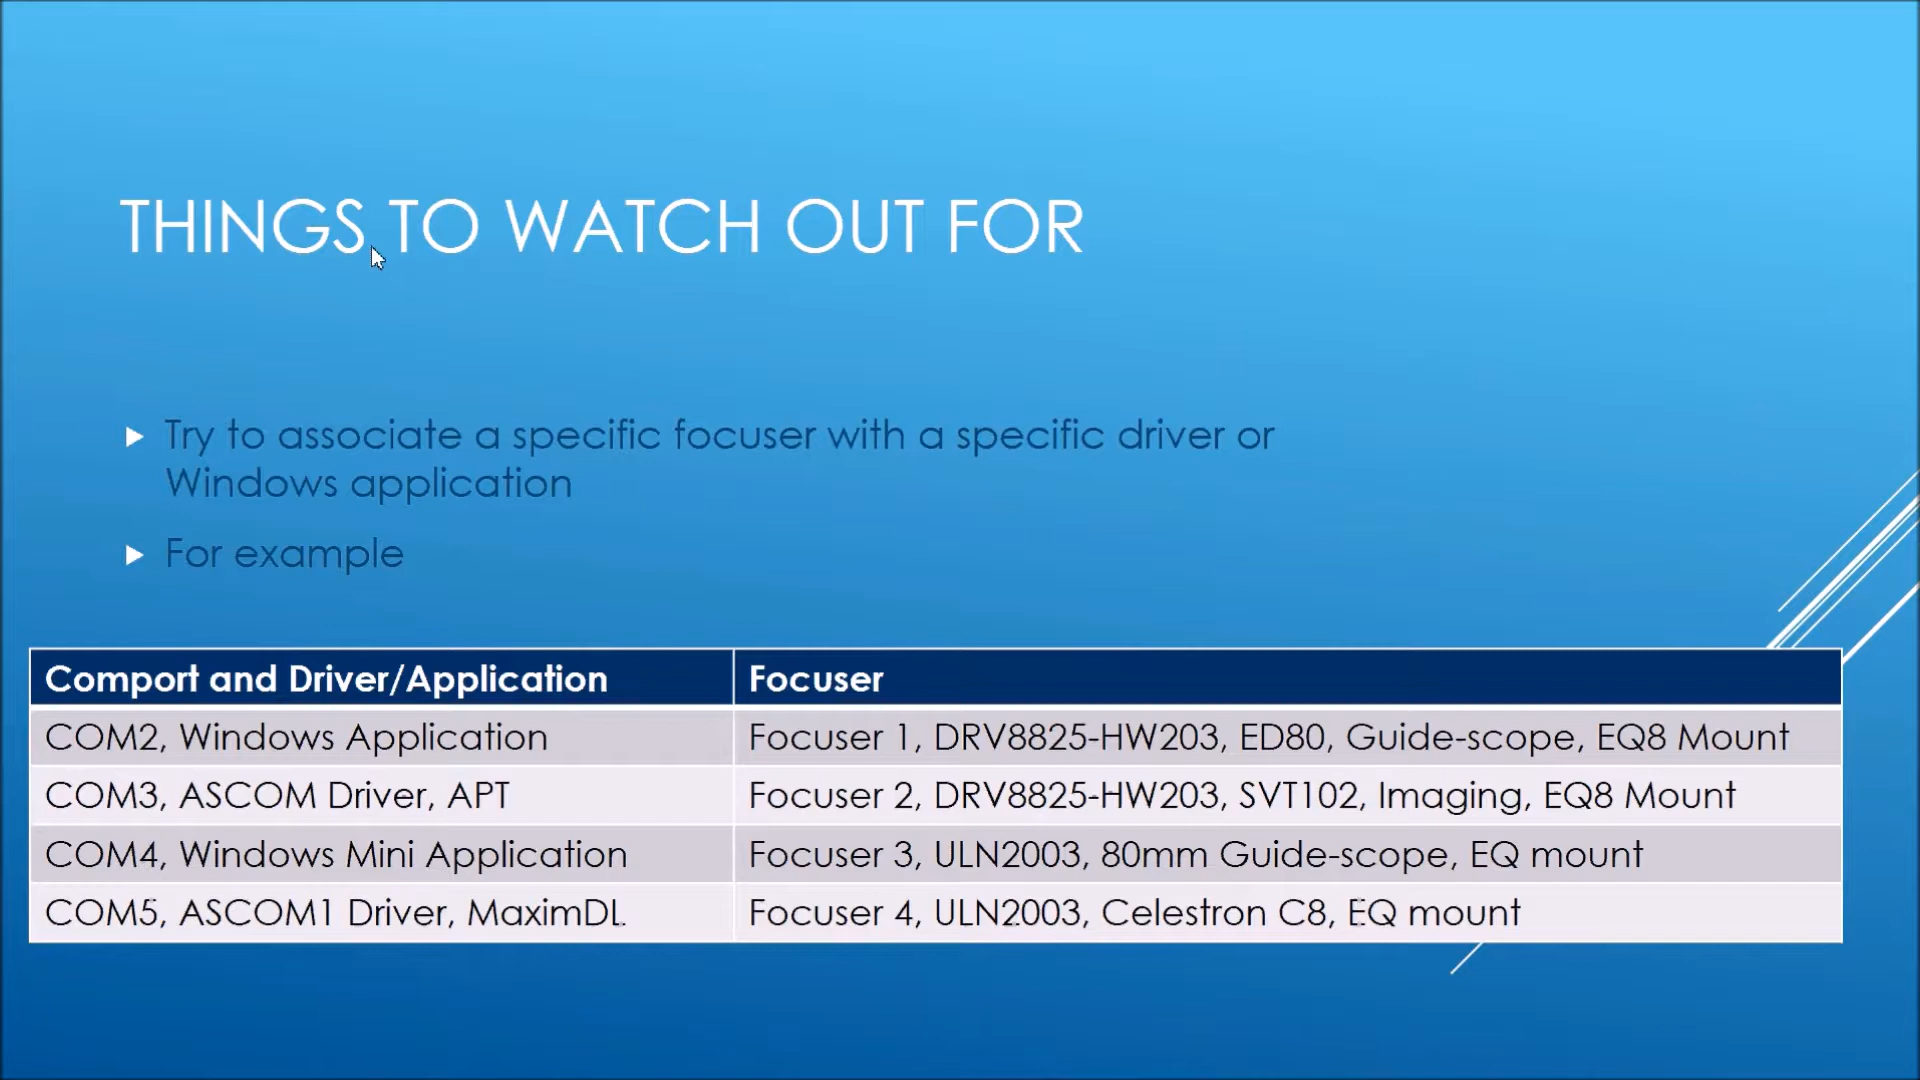 THINGS TO WATCH OUT FOR
Try to associate a specific focuser with a specific driver or
Windows application
For example
Comport and Driver/Application Focuser
COM2, Windows Application Focuser 1, DRV8825-HW203, ED80, Guide-scope, EQ8 Mount
COM3, ASCOM Driver, APT Focuser 2, DRV8825-HW203, SVT102, Imaging, EQ8 Mount
COM4, Windows Mini Application Focuser 3, ULN2003, 80mm Guide-scope, EQ mount
COM5, ASCOM1 Driver, MaximDL Focuser 4, ULN2003, Celestron C8, EQ mount